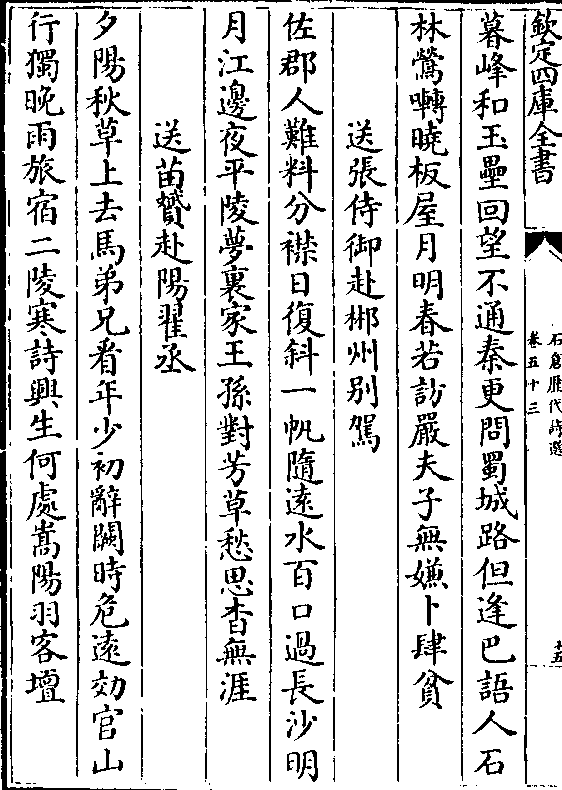 欽定四庫全書
石倉歷代詩選
卷五十三
十五
暮峰和玉壘回望不通秦更問蜀城路但逢巴語人石
林鶯囀曉板屋月明春若訪嚴夫子無嫌卜肆貧
送張侍御赴郴州别駕
佐郡人難料分襟日復斜一帆隨遠水百口過長沙明
月江邊夜平陵夢裏家王孫對芳草愁思杳無涯
送苗贇赴陽翟丞
夕陽秋草上去馬弟兄看年少初辭闕時危遠効官山
行獨晚雨旅宿二陵寒詩興生何處嵩陽羽客壇